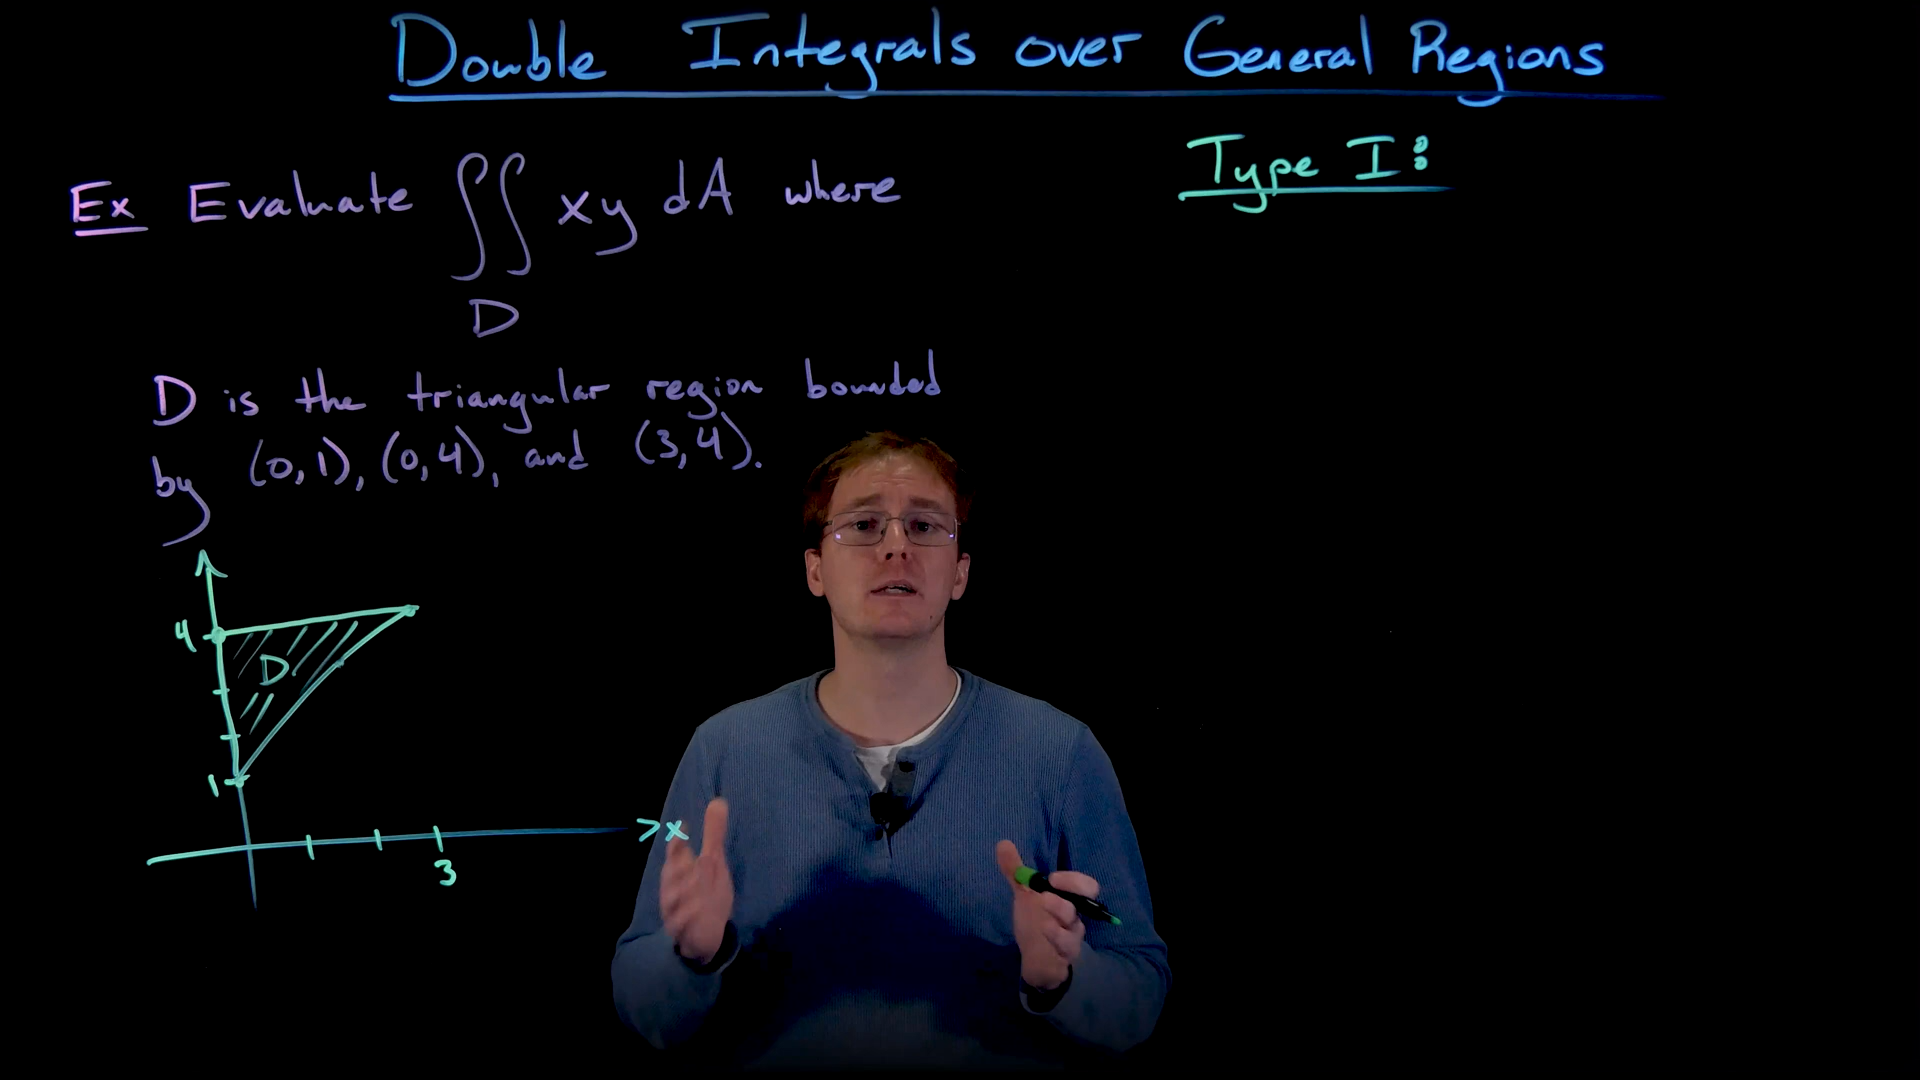 Double Integrals over General Regions
Type I:
Ex Evaluate ∬ xy dA where
D
D is the triangular region bounded
by (0,1), (0,4), and (3,4).
4
D
1
x
3